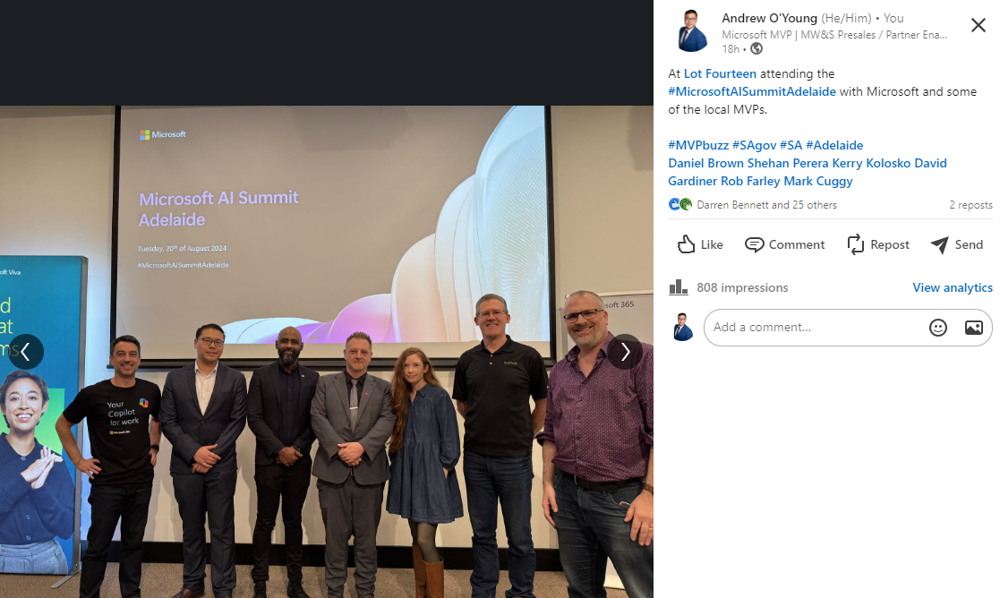 Microsoft
Microsoft AI Summit
Adelaide
Tuesday, 20th of August 2024
#MicrosoftAISummitAdelaide
oft Viva
d
at
ms
Your
Copilot
for work
soft 365
Andrew O'Young (He/Him) • You
Microsoft MVP | MW&S Presales / Partner Ena...
18h •
At Lot Fourteen attending the
#MicrosoftAISummitAdelaide with Microsoft and some
of the local MVPs.
#MVPbuzz #SAgov #SA #Adelaide
Daniel Brown Shehan Perera Kerry Kolosko David
Gardiner Rob Farley Mark Cuggy
Darren Bennett and 25 others
2 reposts
Like
Comment
Repost
Send
808 impressions
View analytics
Add a comment...